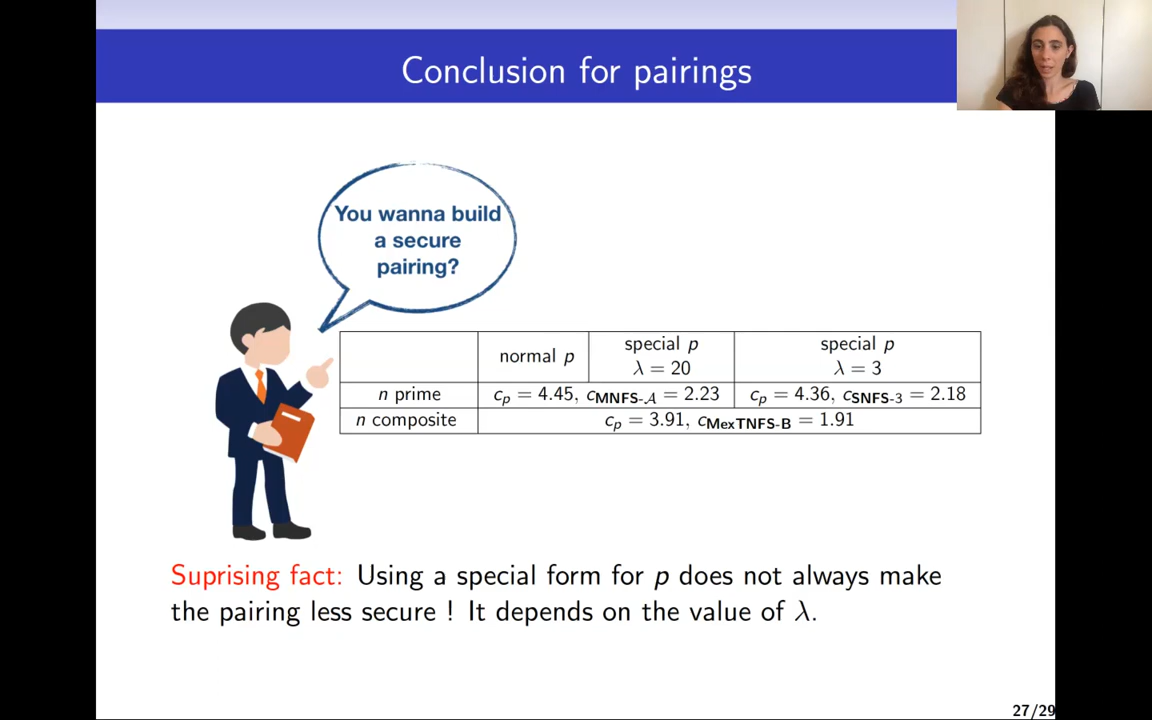 Conclusion for pairings
You wanna build
a secure
pairing?
normal p
special p
λ = 20
special p
λ = 3
n prime
c_p = 4.45, c_MNFS-𝒜 = 2.23
c_p = 4.36, c_SNFS-3 = 2.18
n composite
c_p = 3.91, c_MexTNFS-B = 1.91
Suprising fact: Using a special form for p does not always make
the pairing less secure ! It depends on the value of λ.
27/29